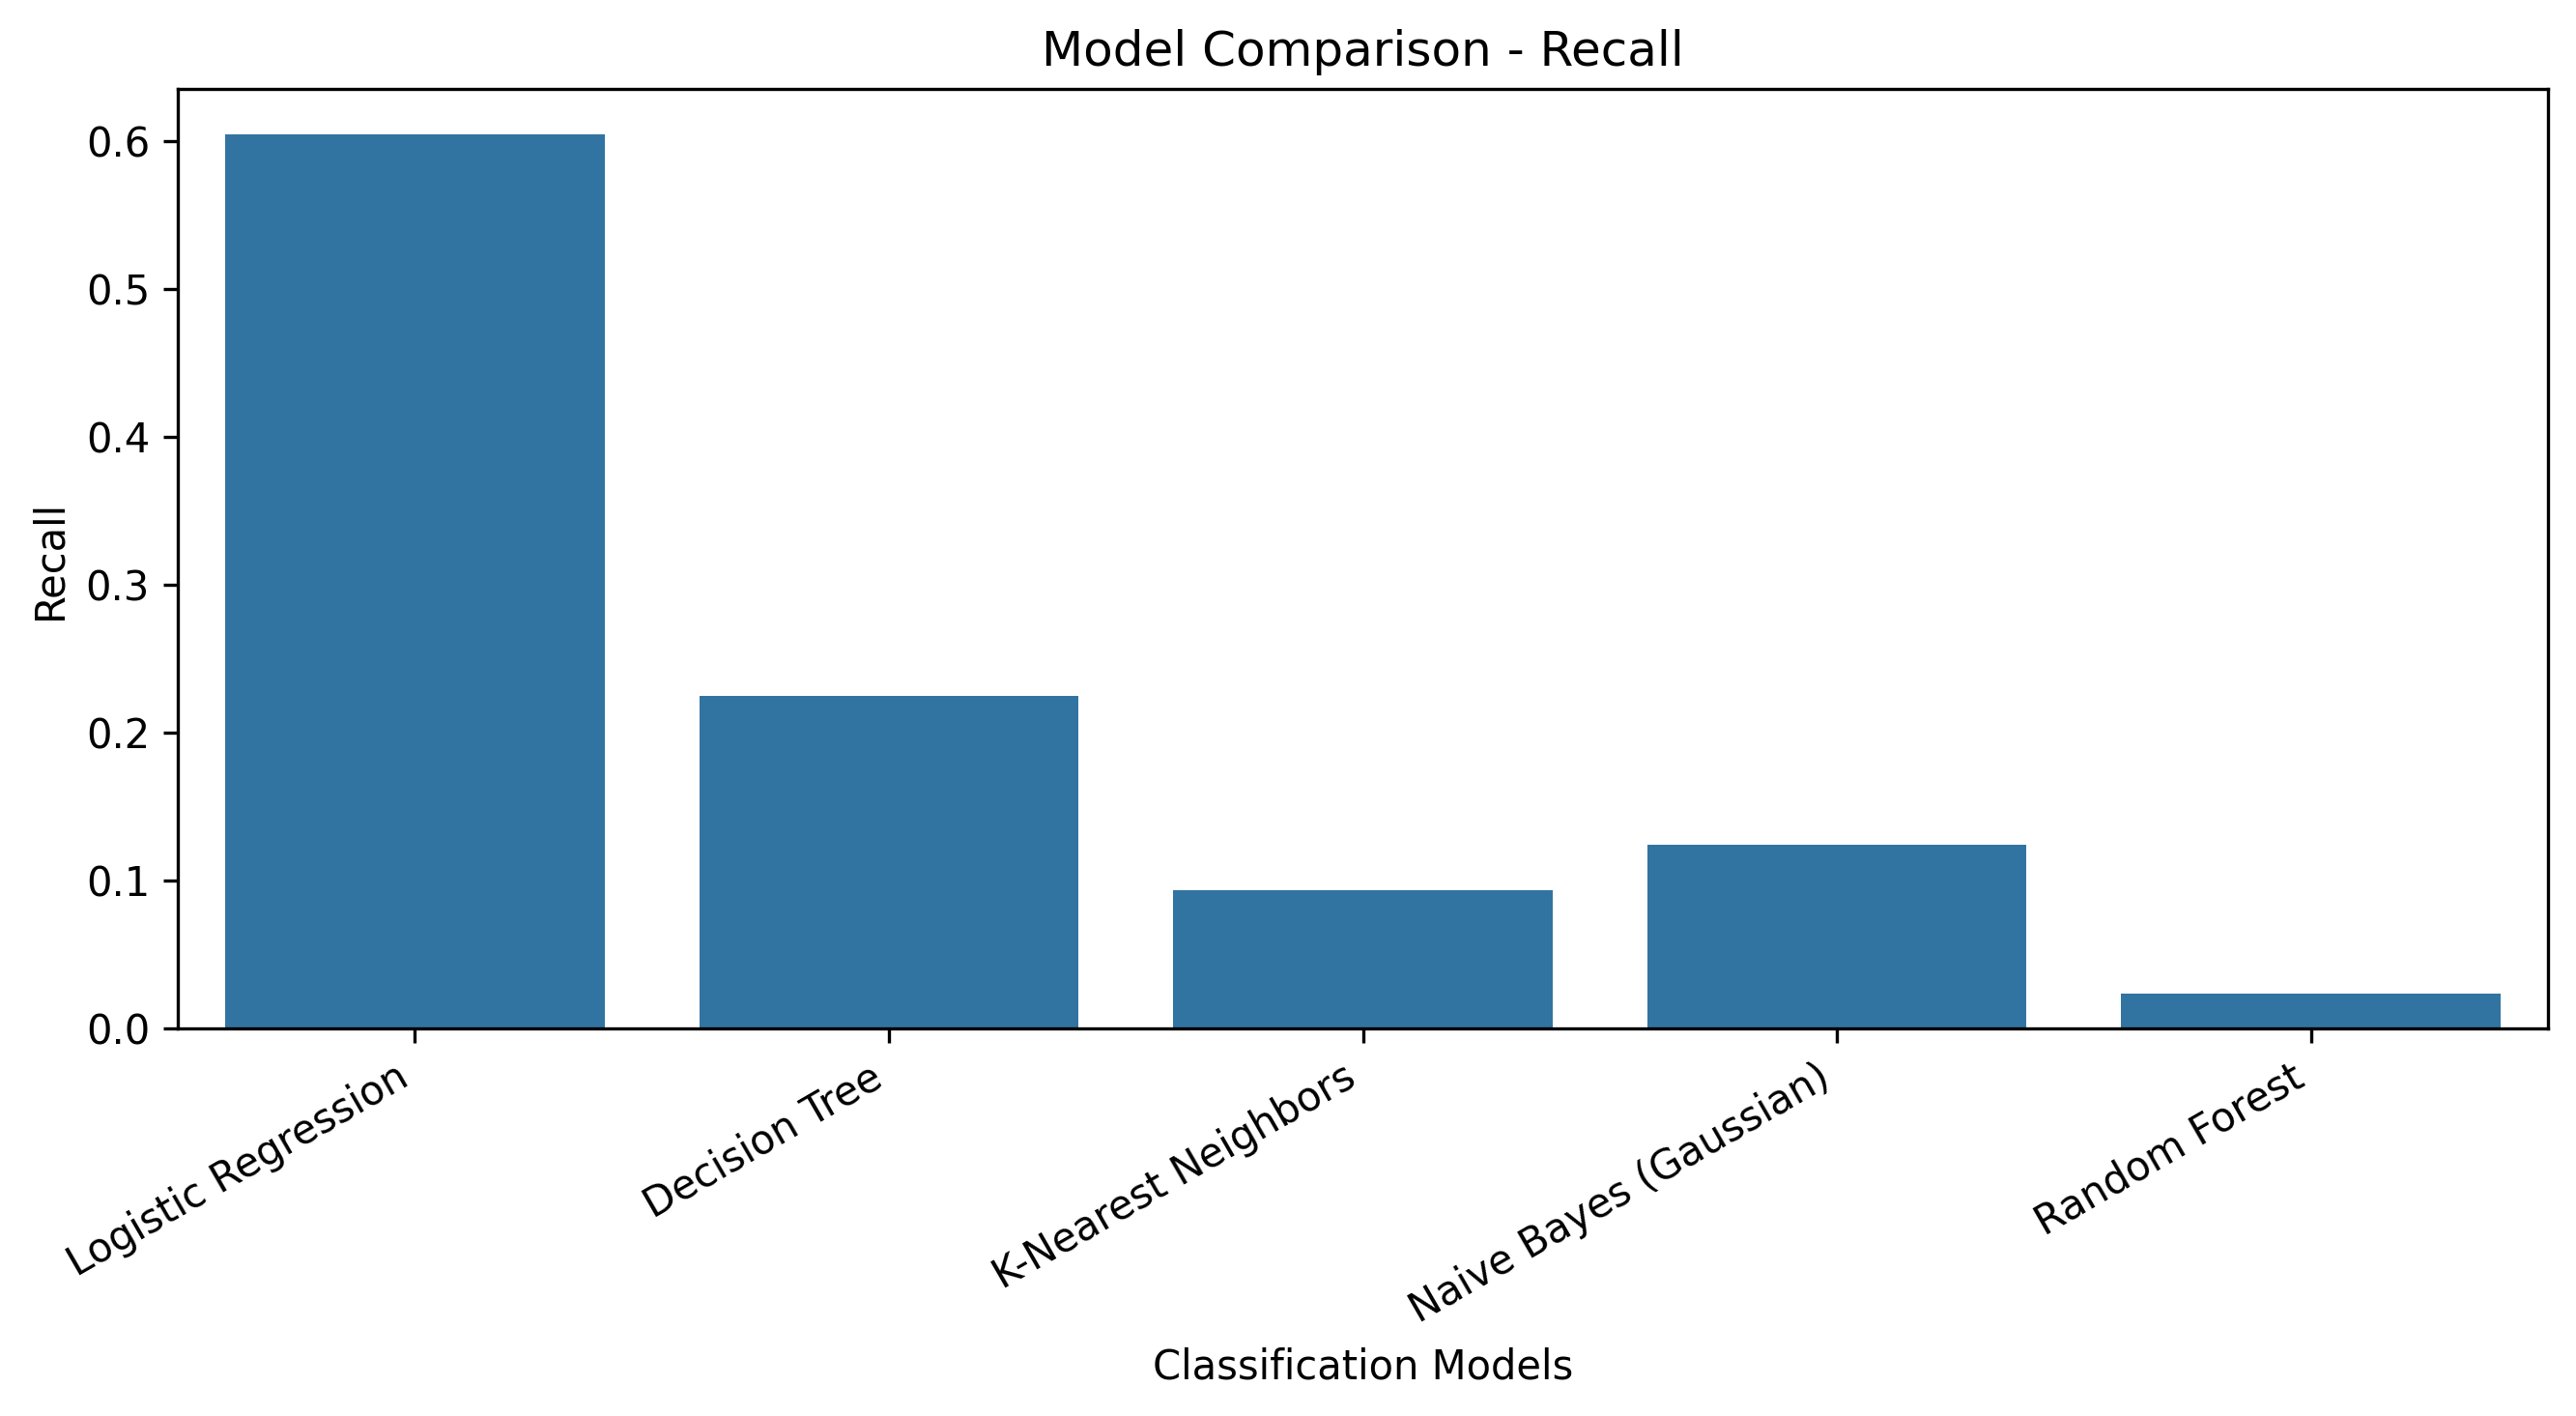 Model Comparison - Recall
Recall
0.6
0.5
0.4
0.3
0.2
0.1
0.0
Logistic Regression
Decision Tree
K-Nearest Neighbors
Naive Bayes (Gaussian)
Random Forest
Classification Models